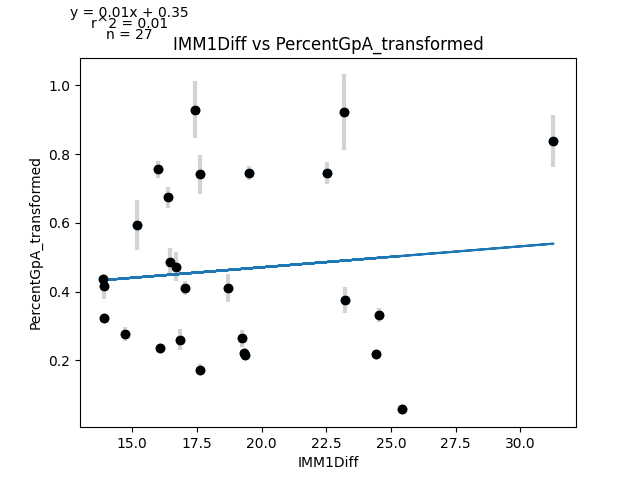 y = 0.01x + 0.35
r^2 = 0.01
n = 27
IMM1Diff vs PercentGpA_transformed
PercentGpA_transformed
1.0
0.8
0.6
0.4
0.2
15.0 17.5 20.0 22.5 25.0 27.5 30.0
IMM1Diff